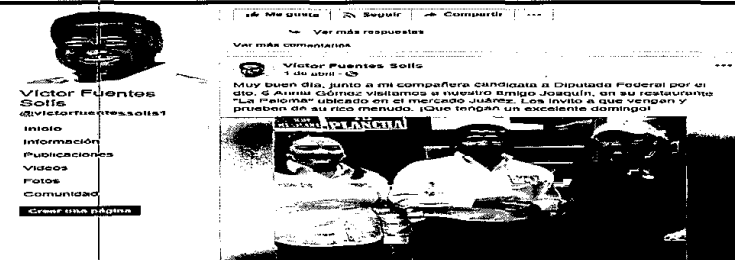 Me gusta Seguir Compartir ...
Ver más respuestas
Ver más comentarios
Víctor Fuentes Solís
1 de abril
Muy buen día, junto a mi compañera candidata a Diputada Federal por el
dto. 6 Annia Gómez visitamos a nuestro amigo Joaquín, en su restaurante
"La Paloma" ubicado en el mercado Juárez. Los invito a que vengan y
prueben de su rico menudo. ¡Que tengan un excelente domingo!
PLANCHA
Víctor Fuentes
Solís
@victorfuentessolis1
Inicio
Información
Publicaciones
Videos
Fotos
Comunidad
Crear una página